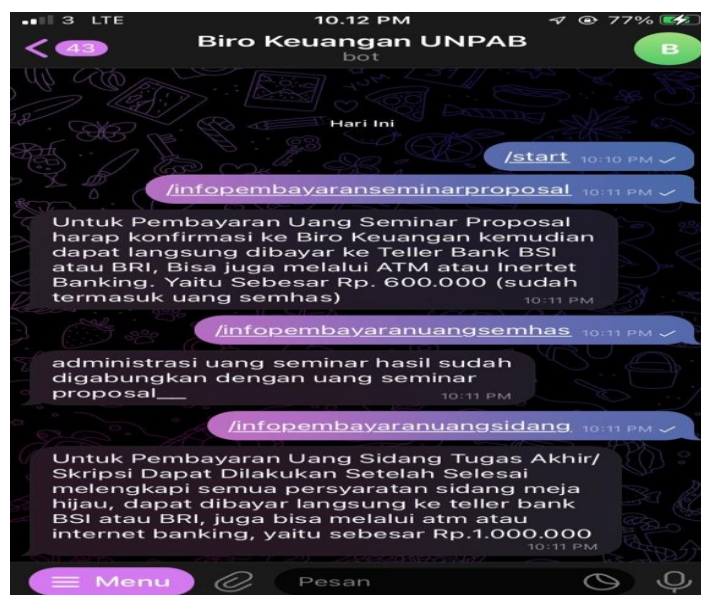 3 LTE 10.12 PM 77%
43 Biro Keuangan UNPAB B
bot
Hari Ini
/start 10:10 PM
/infopembayaranseminarproposal 10:11 PM
Untuk Pembayaran Uang Seminar Proposal
harap konfirmasi ke Biro Keuangan kemudian
dapat langsung dibayar ke Teller Bank BSI
atau BRI, Bisa juga melalui ATM atau Inertet
Banking. Yaitu Sebesar Rp. 600.000 (sudah
termasuk uang semhas) 10:11 PM
/infopembayaranuangsemhas 10:11 PM
administrasi uang seminar hasil sudah
digabungkan dengan uang seminar
proposal__ 10:11 PM
/infopembayaranuangsidang 10:11 PM
Untuk Pembayaran Uang Sidang Tugas Akhir/
Skripsi Dapat Dilakukan Setelah Selesai
melengkapi semua persyaratan sidang meja
hijau, dapat dibayar langsung ke teller bank
BSI atau BRI, juga bisa melalui atm atau
internet banking, yaitu sebesar Rp.1.000.000
10:11 PM
Menu Pesan